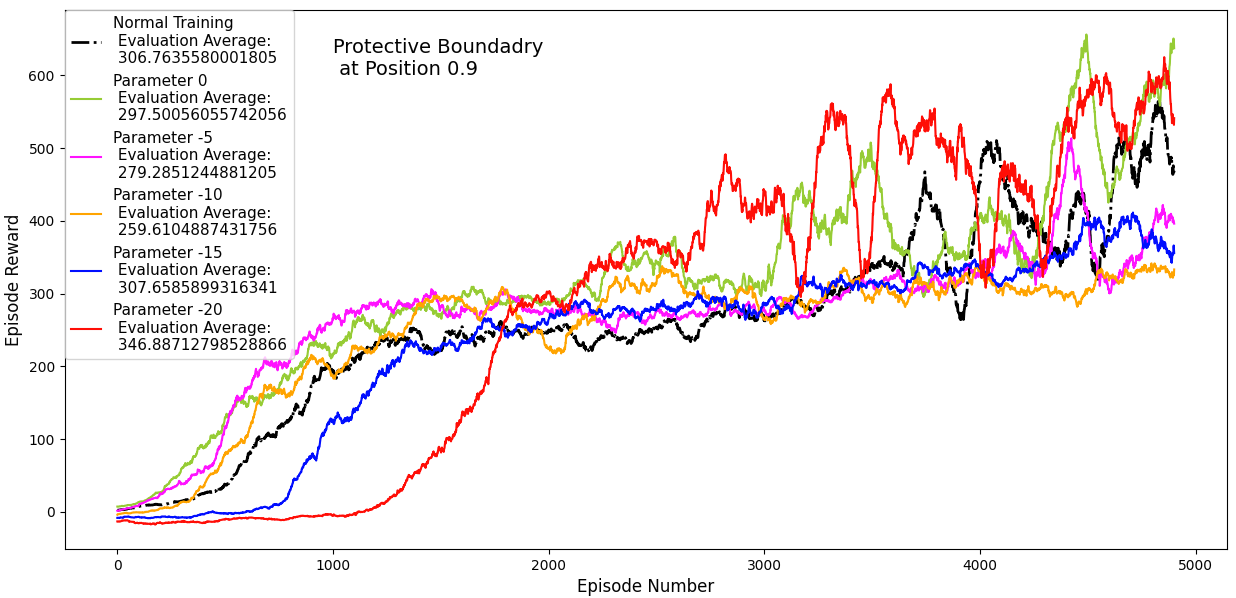 Normal Training
Evaluation Average:
306.7635580001805
Parameter 0
Evaluation Average:
297.50056055742056
Parameter -5
Evaluation Average:
279.2851244881205
Parameter -10
Evaluation Average:
259.6104887431756
Parameter -15
Evaluation Average:
307.6585899316341
Parameter -20
Evaluation Average:
346.88712798528866
Protective Boundadry
at Position 0.9
Episode Reward
600
500
400
300
200
100
0
0
1000
2000
3000
4000
5000
Episode Number